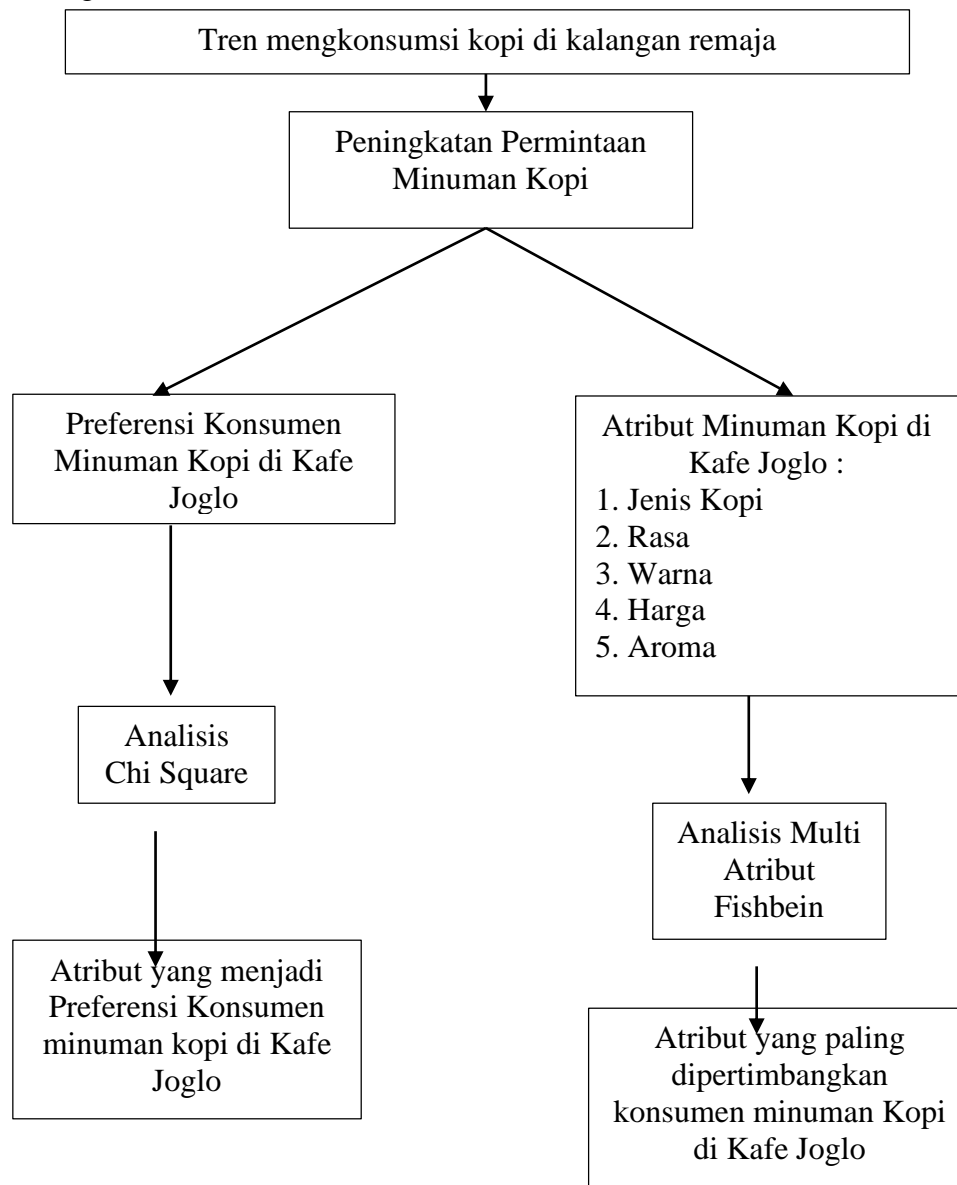 Tren mengkonsumsi kopi di kalangan remaja
Peningkatan Permintaan
Minuman Kopi
Preferensi Konsumen
Minuman Kopi di Kafe
Joglo
Atribut Minuman Kopi di
Kafe Joglo :
1. Jenis Kopi
2. Rasa
3. Warna
4. Harga
5. Aroma
Analisis
Chi Square
Analisis Multi
Atribut
Fishbein
Atribut yang menjadi
Preferensi Konsumen
minuman kopi di Kafe
Joglo
Atribut yang paling
dipertimbangkan
konsumen minuman Kopi
di Kafe Joglo